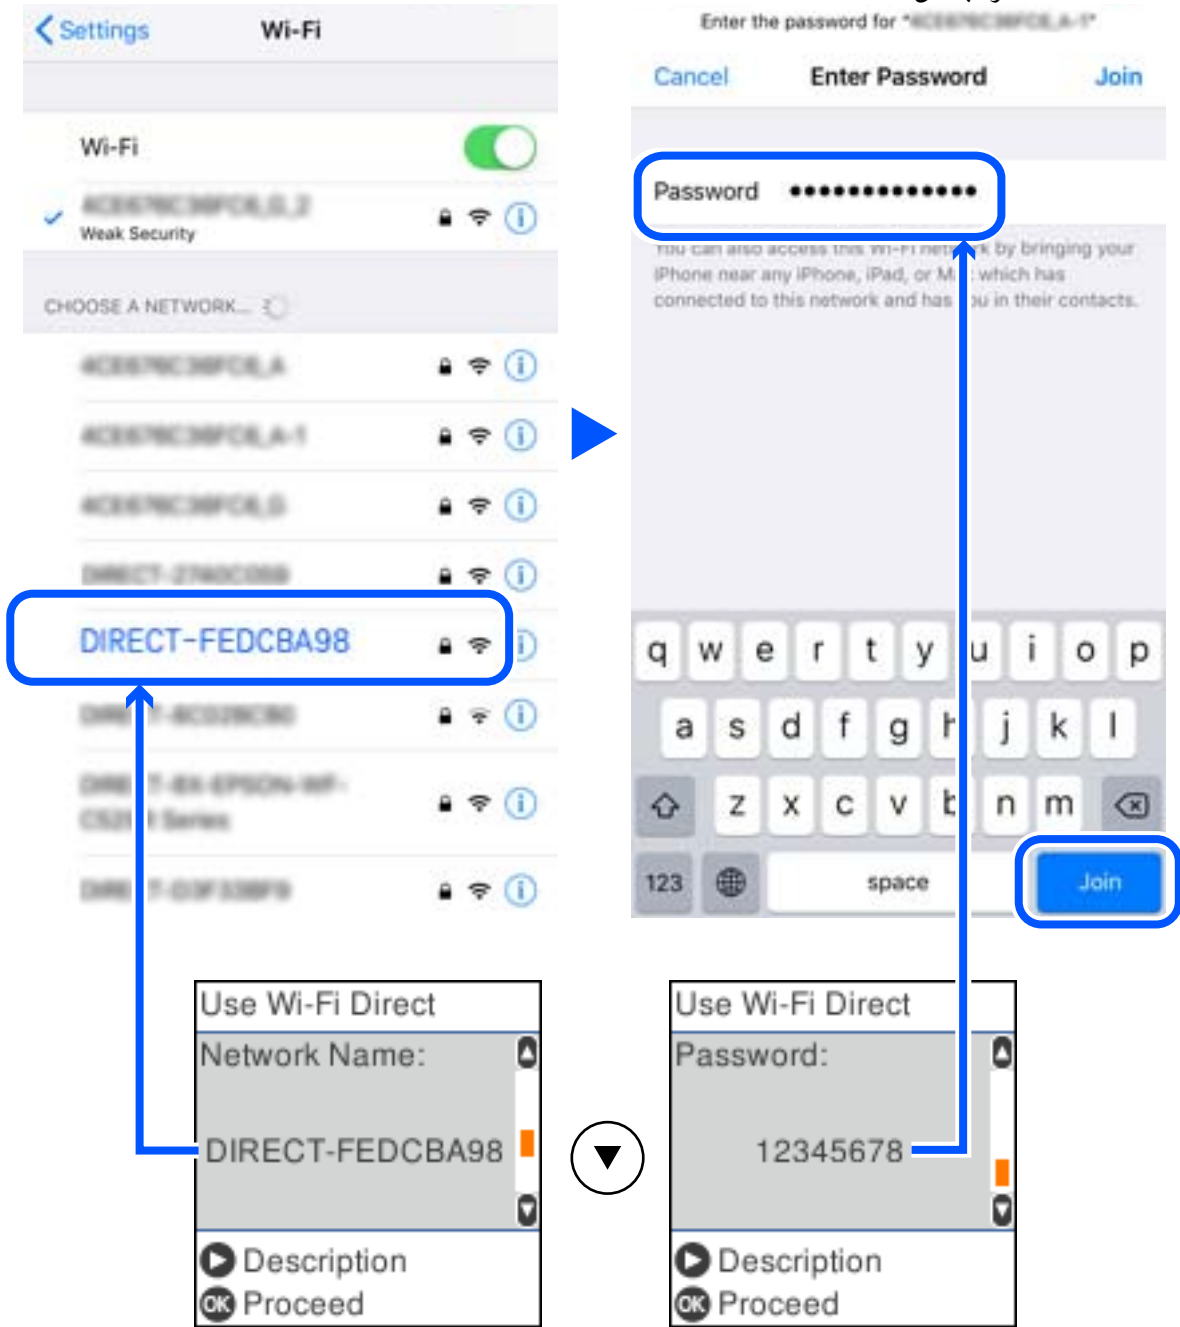 Settings
Wi-Fi
Wi-Fi
Weak Security
CHOOSE A NETWORK...
DIRECT-FEDCBA98
Enter the password for "
Cancel
Enter Password
Join
Password ●●●●●●●●●●●●●
You can also access this Wi-Fi network by bringing your
iPhone near any iPhone, iPad, or Mac which has
connected to this network and has you in their contacts.
q w e r t y u i o p
a s d f g h j k l
z x c v b n m
123
space
Join
Use Wi-Fi Direct
Network Name:
DIRECT-FEDCBA98
Description
OK Proceed
Use Wi-Fi Direct
Password:
12345678
Description
OK Proceed